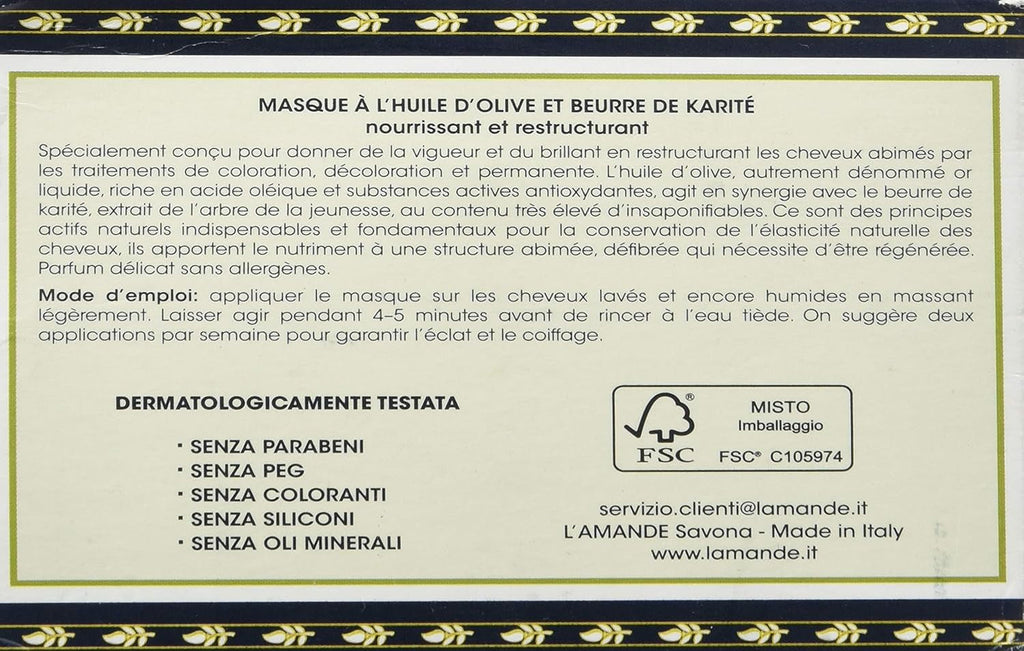 MASQUE À L'HUILE D'OLIVE ET BEURRE DE KARITÉ
nourrissant et restructurant
Spécialement conçu pour donner de la vigueur et du brillant en restructurant les cheveux abimés par
les traitements de coloration, décoloration et permanente. L'huile d'olive, autrement dénommé or
liquide, riche en acide oléique et substances actives antioxydantes, agit en synergie avec le beurre de
karité, extrait de l'arbre de la jeunesse, au contenu très élevé d'insaponifiables. Ce sont des principes
actifs naturels indispensables et fondamentaux pour la conservation de l'élasticité naturelle des
cheveux, ils apportent le nutriment à une structure abimée, défibrée qui nécessite d'être régénérée.
Parfum délicat sans allergènes.
Mode d'emploi: appliquer le masque sur les cheveux lavés et encore humides en massant
légèrement. Laisser agir pendant 4-5 minutes avant de rincer à l'eau tiède. On suggère deux
applications par semaine pour garantir l'éclat et le coiffage.
DERMATOLOGICAMENTE TESTATA
· SENZA PARABENI
· SENZA PEG
· SENZA COLORANTI
· SENZA SILICONI
· SENZA OLI MINERALI
®
FSC
MISTO
Imballaggio
FSC® C105974
servizio.clienti@lamande.it
L'AMANDE Savona - Made in Italy
www.lamande.it